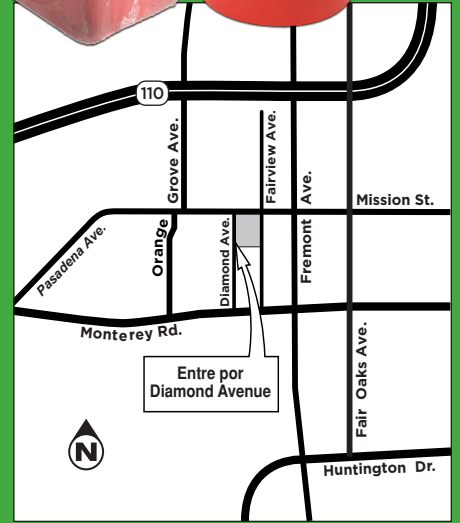 110
Grove Ave.
Fairview Ave.
Ave.
Mission St.
Pasadena Ave.
Orange
Diamond Ave.
Fremont
Monterey Rd.
Entre por
Diamond Avenue
Fair Oaks Ave.
N
Huntington Dr.